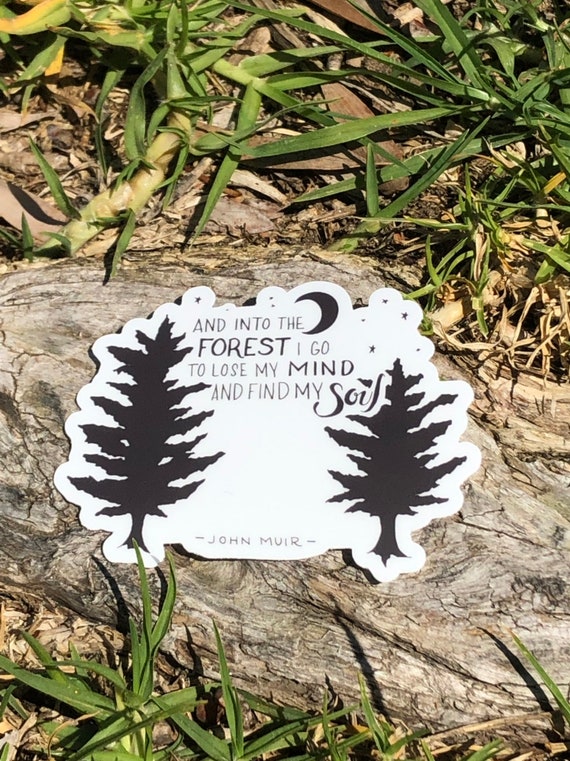 AND INTO THE
FOREST I GO
TO LOSE MY MIND
AND FIND MY Soul
- JOHN MUIR -